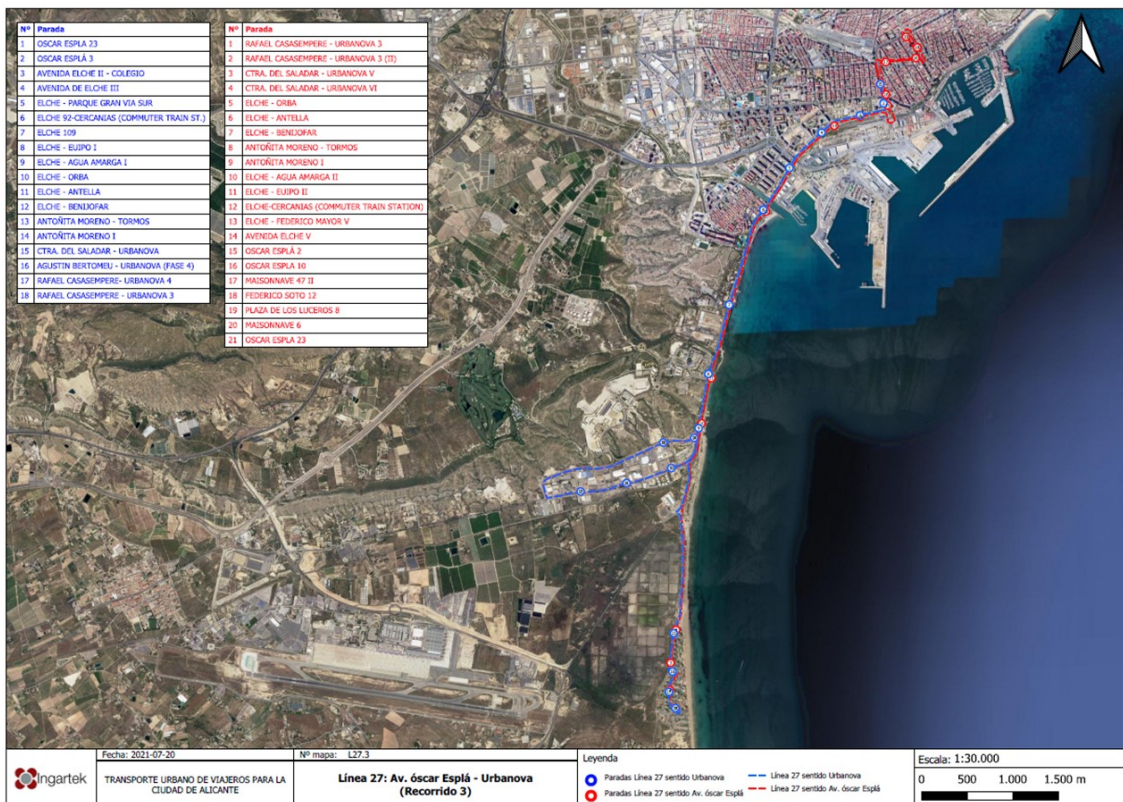 Nº Parada
1 OSCAR ESPLÁ 23
2 OSCAR ESPLÁ 3
3 AVENIDA ELCHE II - COLEGIO
4 AVENIDA DE ELCHE III
5 ELCHE - PARQUE GRAN VIA SUR
6 ELCHE 92-CERCANIAS (COMMUTER TRAIN ST.)
7 ELCHE 109
8 ELCHE - EUIPO I
9 ELCHE - AGUA AMARGA I
10 ELCHE - ORBA
11 ELCHE - ANTELLA
12 ELCHE - BENIJOFAR
13 ANTOÑITA MORENO - TORMOS
14 ANTOÑITA MORENO I
15 CTRA. DEL SALADAR - URBANOVA
16 AGUSTIN BERTOMEU - URBANOVA (FASE 4)
17 RAFAEL CASASEMPERE- URBANOVA 4
18 RAFAEL CASASEMPERE - URBANOVA 3
Nº Parada
1 RAFAEL CASASEMPERE - URBANOVA 3
2 RAFAEL CASASEMPERE - URBANOVA 3 (II)
3 CTRA. DEL SALADAR - URBANOVA V
4 CTRA. DEL SALADAR - URBANOVA VI
5 ELCHE - ORBA
6 ELCHE - ANTELLA
7 ELCHE - BENIJOFAR
8 ANTOÑITA MORENO - TORMOS
9 ANTOÑITA MORENO I
10 ELCHE - AGUA AMARGA II
11 ELCHE - EUIPO II
12 ELCHE-CERCANIAS (COMMUTER TRAIN STATION)
13 ELCHE - FEDERICO MAYOR V
14 AVENIDA ELCHE V
15 OSCAR ESPLÁ 2
16 OSCAR ESPLA 10
17 MAISONNAVE 47 II
18 FEDERICO SOTO 12
19 PLAZA DE LOS LUCEROS 8
20 MAISONNAVE 6
21 OSCAR ESPLA 23
Ingartek
Fecha: 2021-07-20
TRANSPORTE URBANO DE VIAJEROS PARA LA
CIUDAD DE ALICANTE
Nº mapa: L27.3
Línea 27: Av. óscar Esplá - Urbanova
(Recorrido 3)
Leyenda
Paradas Línea 27 sentido Urbanova
Paradas Línea 27 sentido Av. óscar Esplá
Línea 27 sentido Urbanova
Línea 27 sentido Av. óscar Esplá
Escala: 1:30.000
0 500 1.000 1.500 m